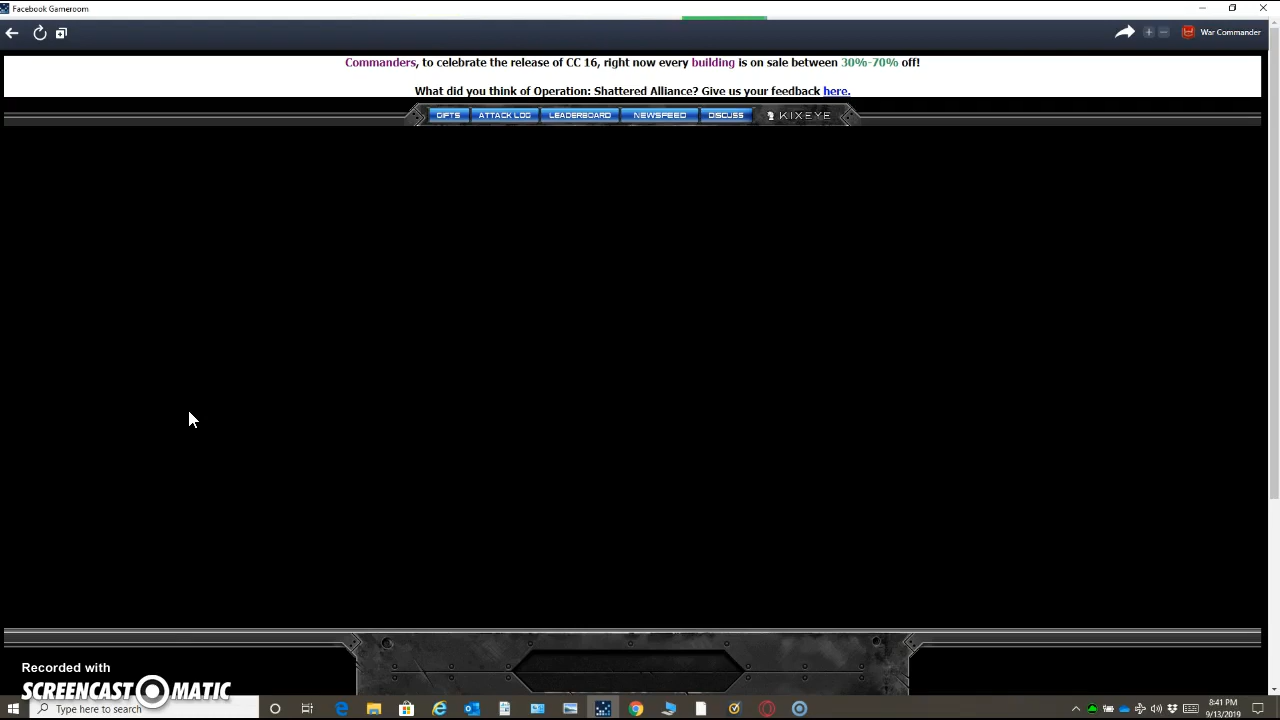 Facebook Gameroom
War Commander
Commanders, to celebrate the release of CC 16, right now every building is on sale between 30%-70% off!
What did you think of Operation: Shattered Alliance? Give us your feedback here.
GIFTS ATTACK LOG LEADERBOARD NEWSFEED DISCUSS KIXEYE
Recorded with
SCREENCAST MATIC
Type here to search
8:41 PM
9/13/2019